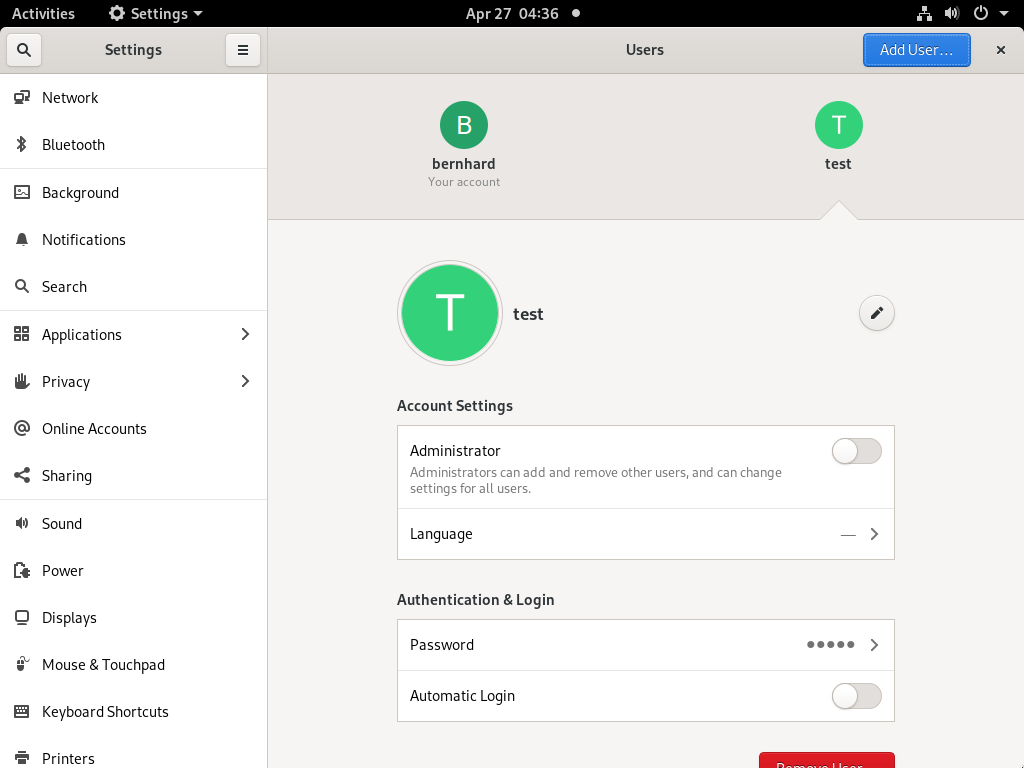 Activities
Settings
Apr 27 04:36
Settings
Users
Add User…
Network
Bluetooth
Background
Notifications
Search
Applications
Privacy
Online Accounts
Sharing
Sound
Power
Displays
Mouse & Touchpad
Keyboard Shortcuts
Printers
B
bernhard
Your account
T
test
T
test
Account Settings
Administrator
Administrators can add and remove other users, and can change
settings for all users.
Language
—
Authentication & Login
Password
●●●●●
Automatic Login
Remove User…